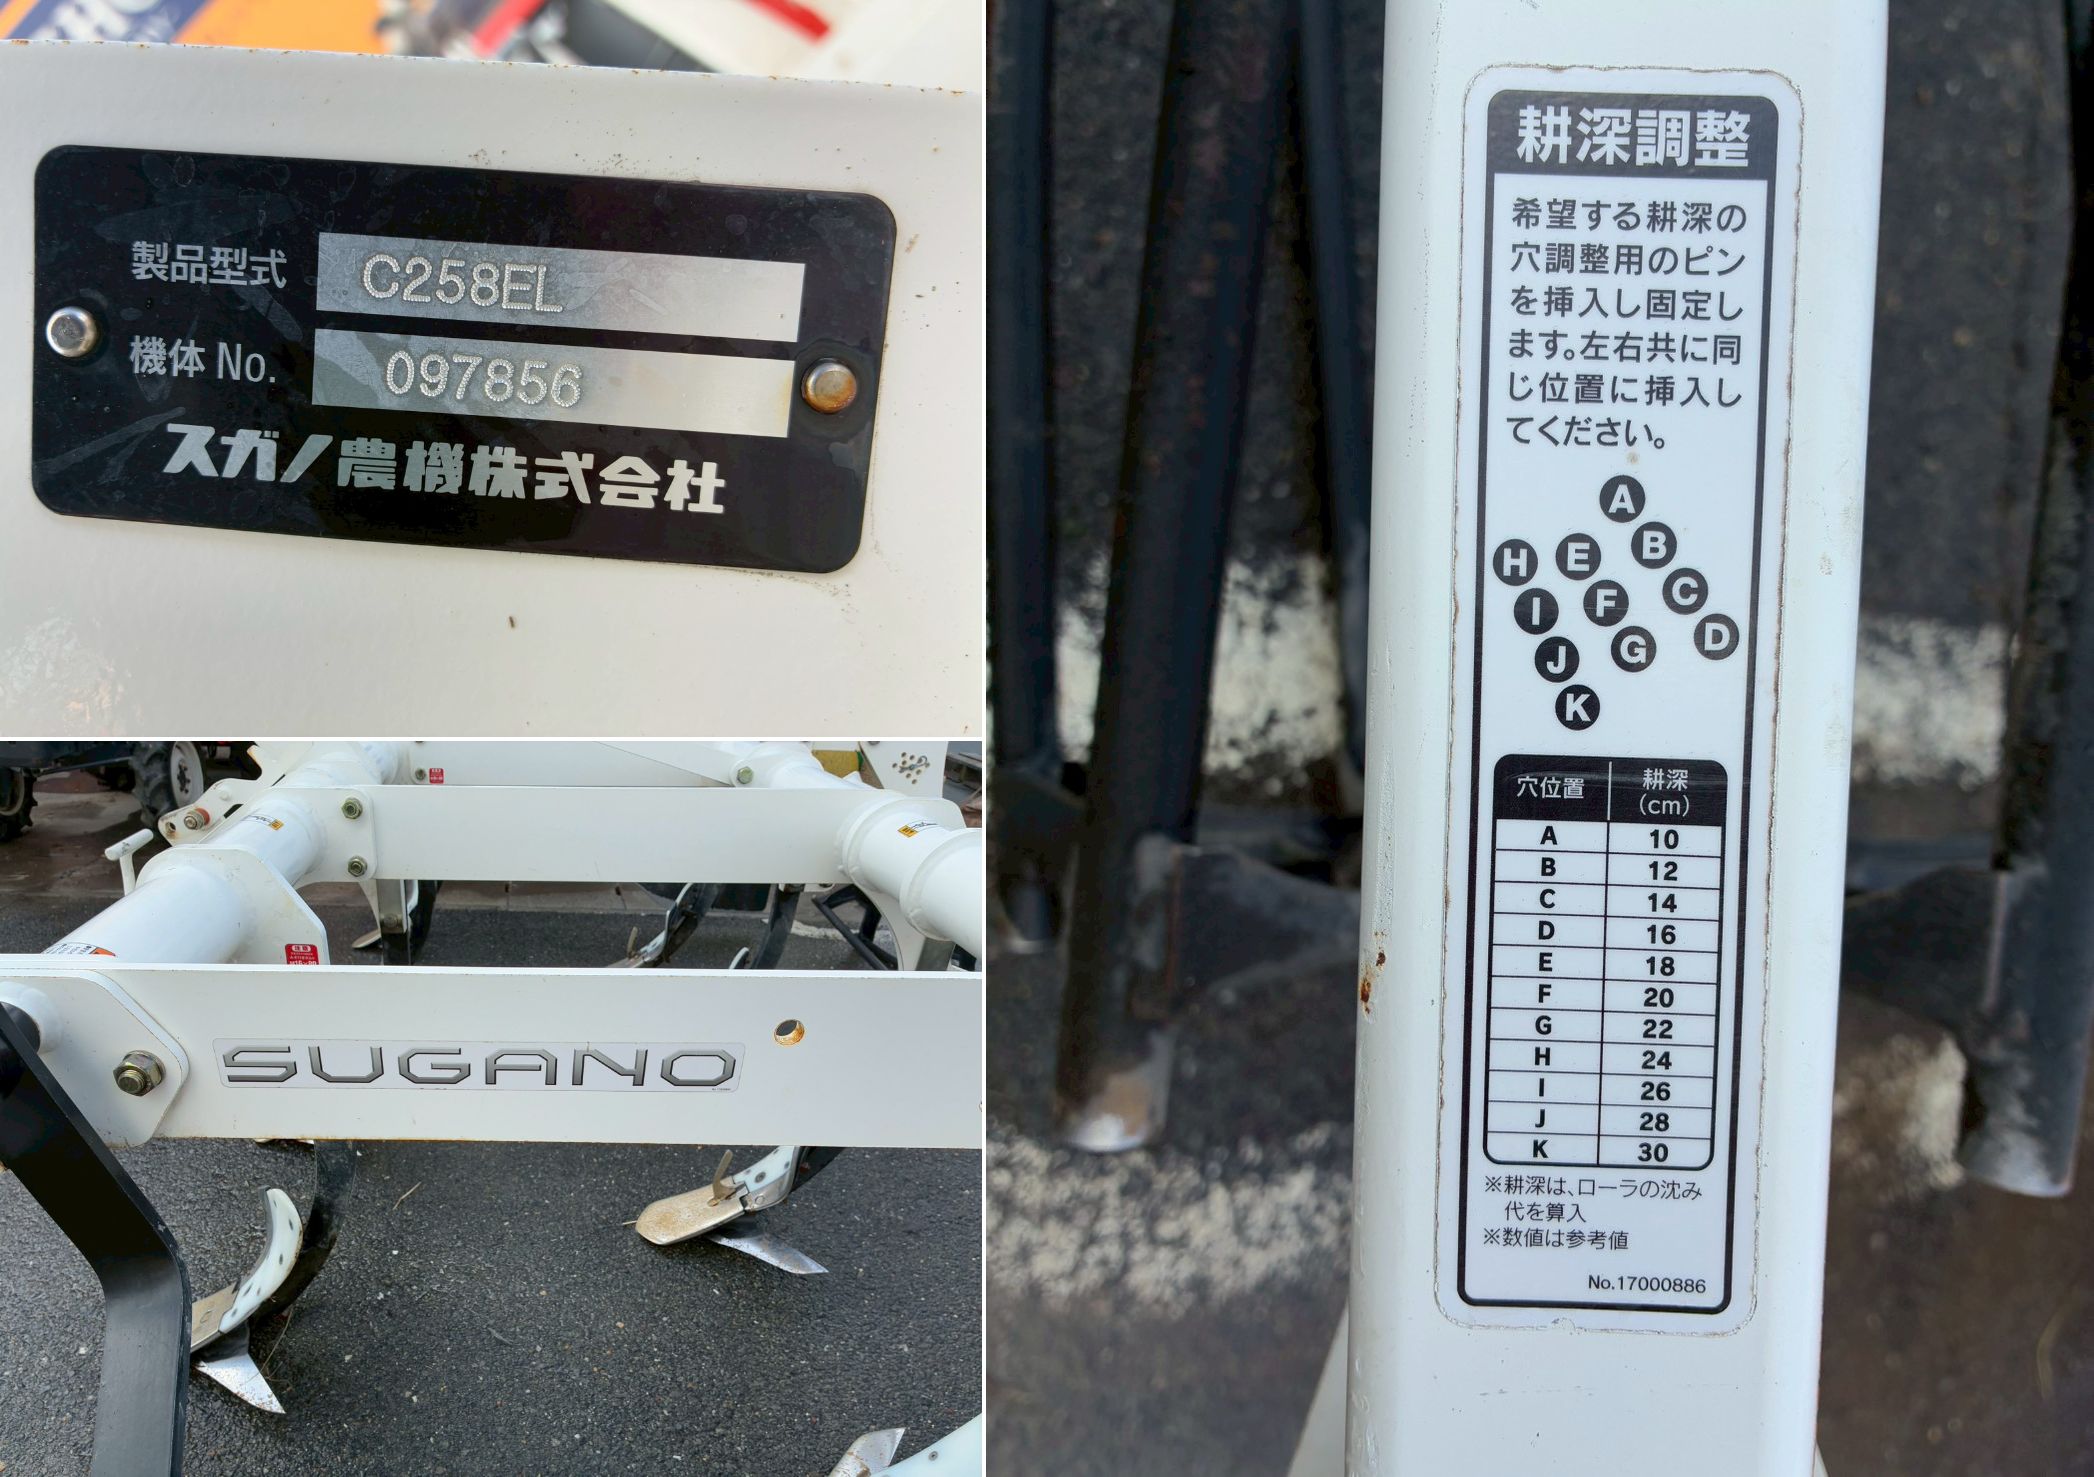 製品型式 C258EL
機体 No. 097856
スガノ農機株式会社
SUGANO
耕深調整
希望する耕深の
穴調整用のピン
を挿入し固定し
ます。左右共に同
じ位置に挿入し
てください。
A
B
C
D
E
F
G
H
I
J
K
穴位置 耕深(cm)
A 10
B 12
C 14
D 16
E 18
F 20
G 22
H 24
I 26
J 28
K 30
※耕深は、ローラの沈み
代を算入
※数値は参考値
No.17000886